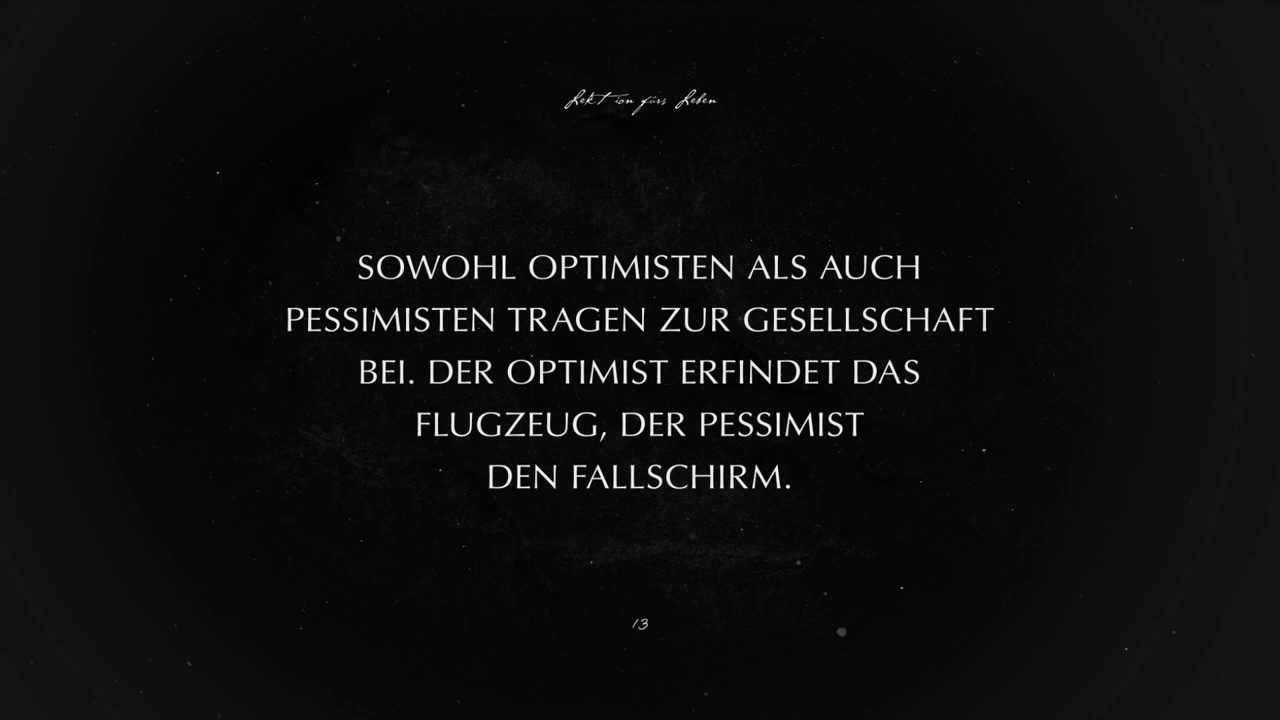 Lektion fürs Leben
SOWOHL OPTIMISTEN ALS AUCH
PESSIMISTEN TRAGEN ZUR GESELLSCHAFT
BEI. DER OPTIMIST ERFINDET DAS
FLUGZEUG, DER PESSIMIST
DEN FALLSCHIRM.
13